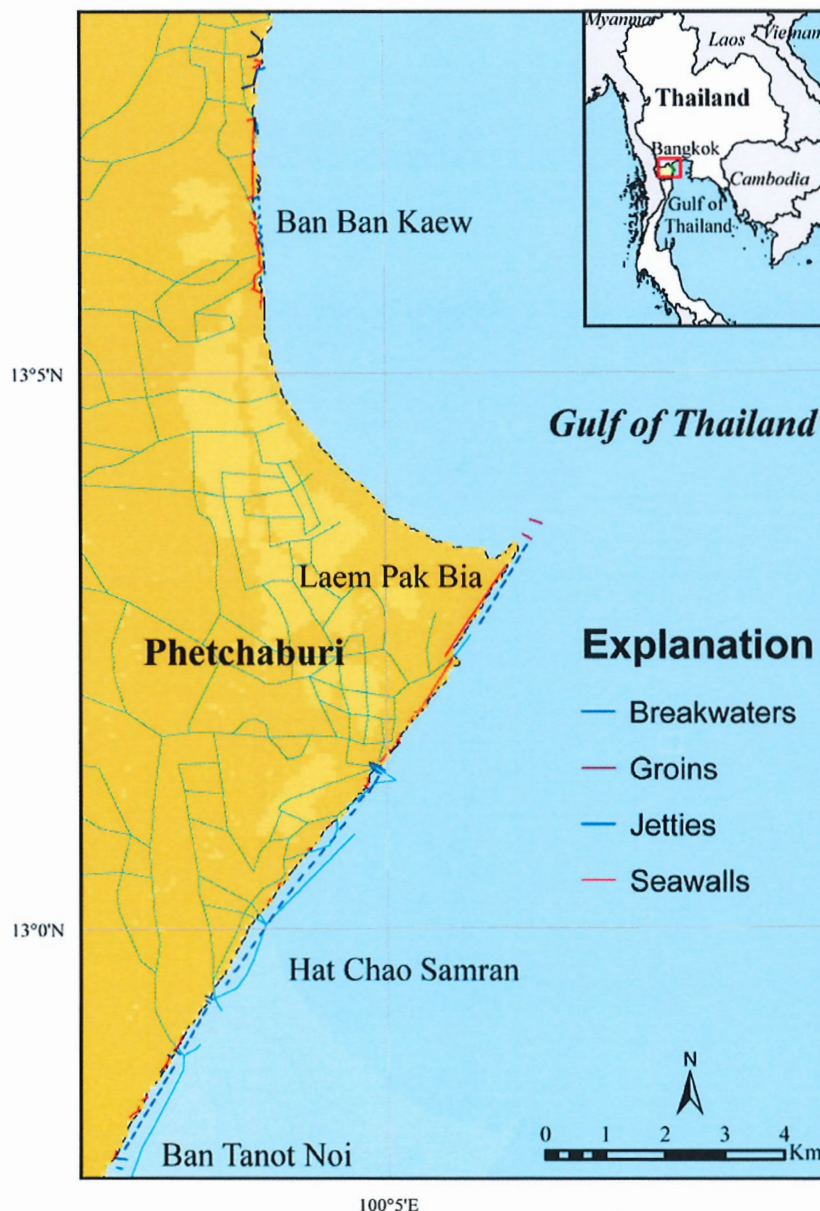 Myanmar
Laos
Vietnam
Thailand
Bangkok
Cambodia
Gulf of
Thailand
Ban Ban Kaew
13°5'N
Gulf of Thailand
Laem Pak Bia
Phetchaburi
Explanation
Breakwaters
Groins
Jetties
Seawalls
13°0'N
Hat Chao Samran
N
0 1 2 3 4
Km
Ban Tanot Noi
100°5'E